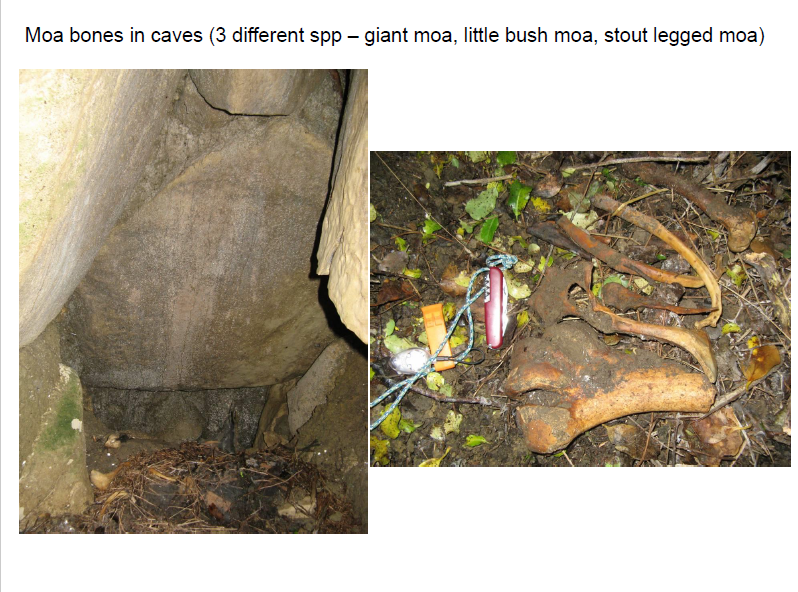 Moa bones in caves (3 different spp – giant moa, little bush moa, stout legged moa)